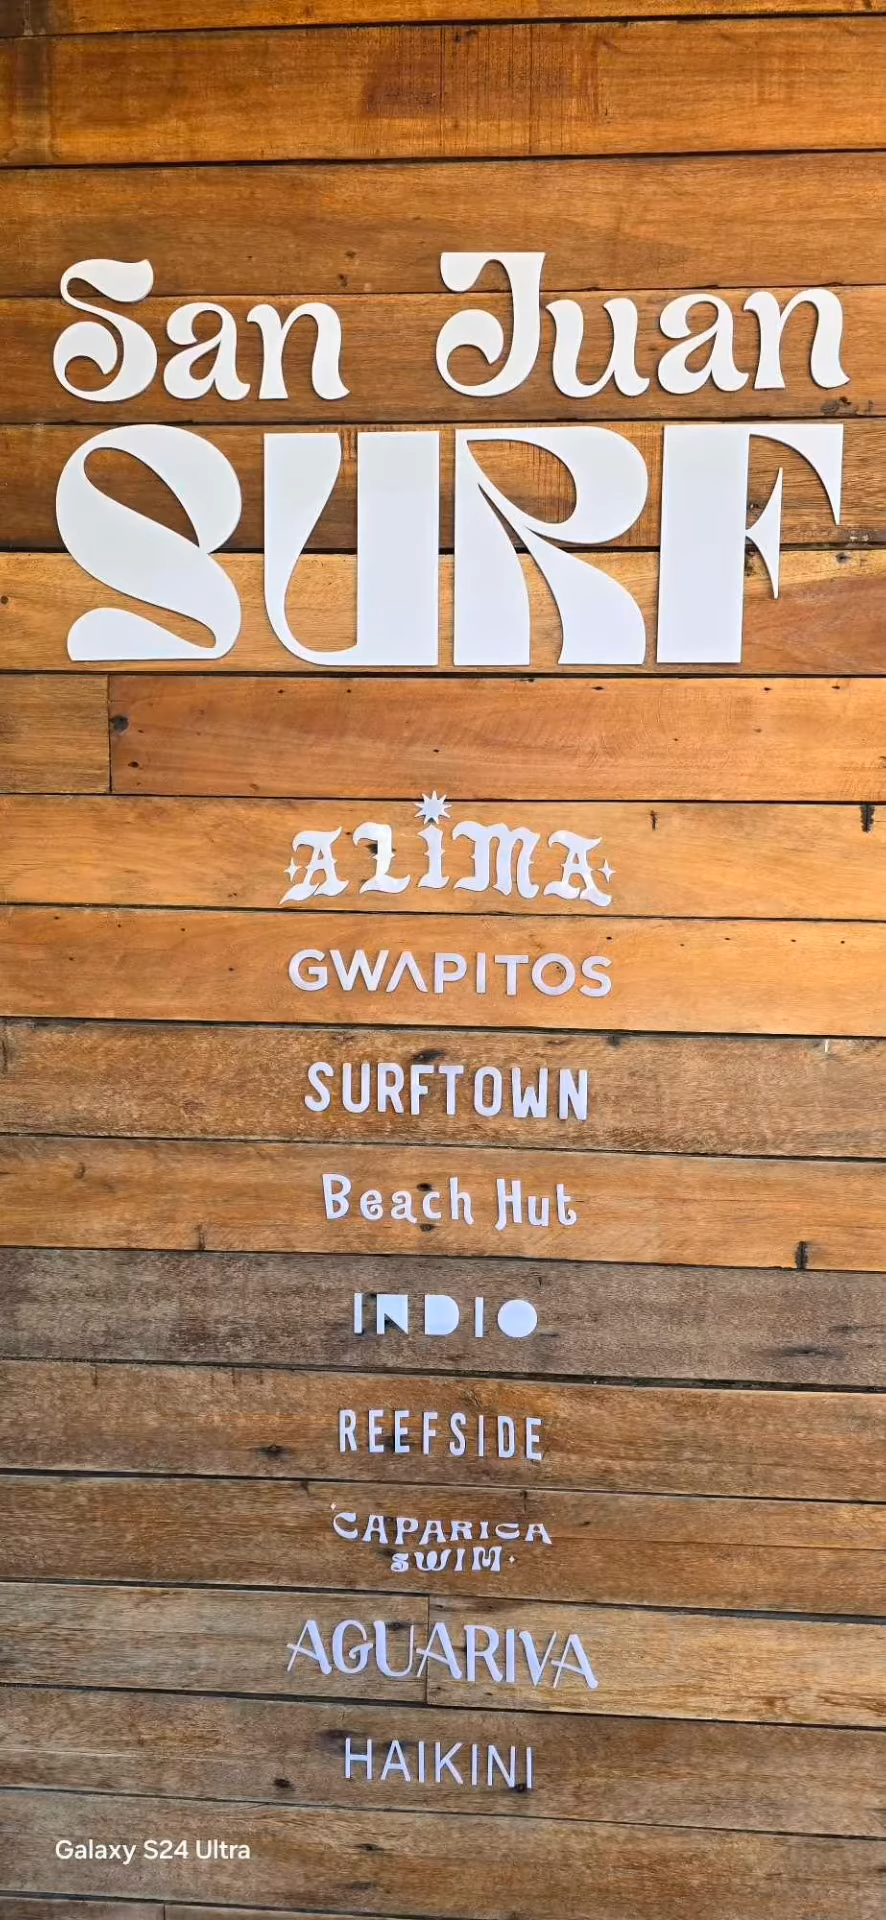 San Juan
SURF
ALiMA
GWAPITOS
SURFTOWN
Beach Hut
INDIO
REEFSIDE
CAPARICA
SWIM
AGUARIVA
HAIKINI
Galaxy S24 Ultra